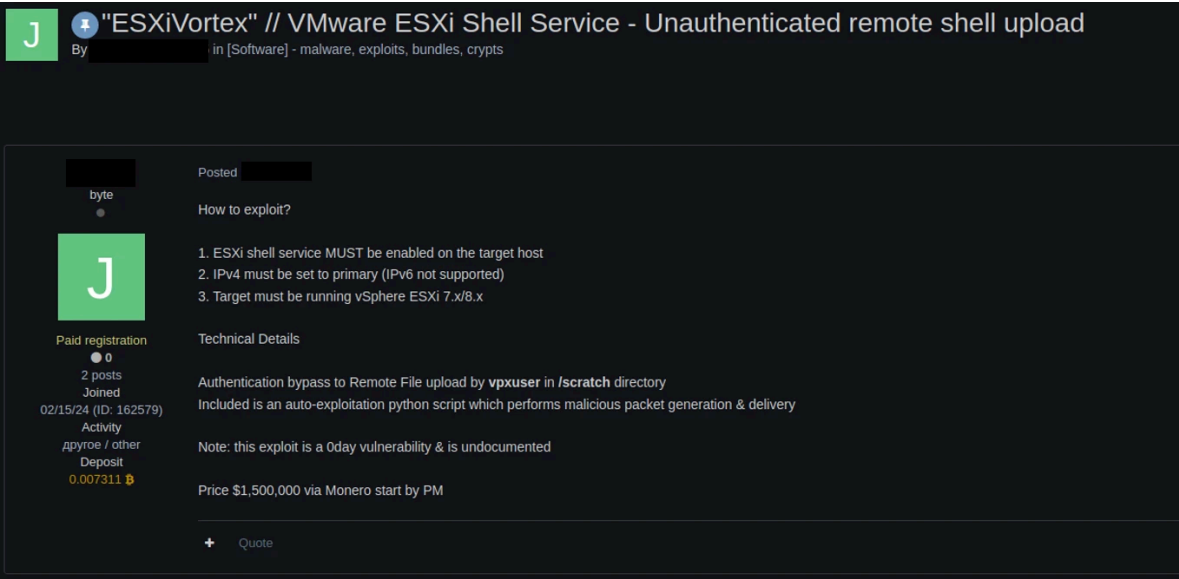 J
"ESXiVortex" // VMware ESXi Shell Service - Unauthenticated remote shell upload
By in [Software] - malware, exploits, bundles, crypts
Posted
byte
How to exploit?
J
1. ESXi shell service MUST be enabled on the target host
2. IPv4 must be set to primary (IPv6 not supported)
3. Target must be running vSphere ESXi 7.x/8.x
Paid registration
0
2 posts
Joined
02/15/24 (ID: 162579)
Activity
другое / other
Deposit
0.007311 ₿
Technical Details
Authentication bypass to Remote File upload by vpxuser in /scratch directory
Included is an auto-exploitation python script which performs malicious packet generation & delivery
Note: this exploit is a 0day vulnerability & is undocumented
Price $1,500,000 via Monero start by PM
+ Quote